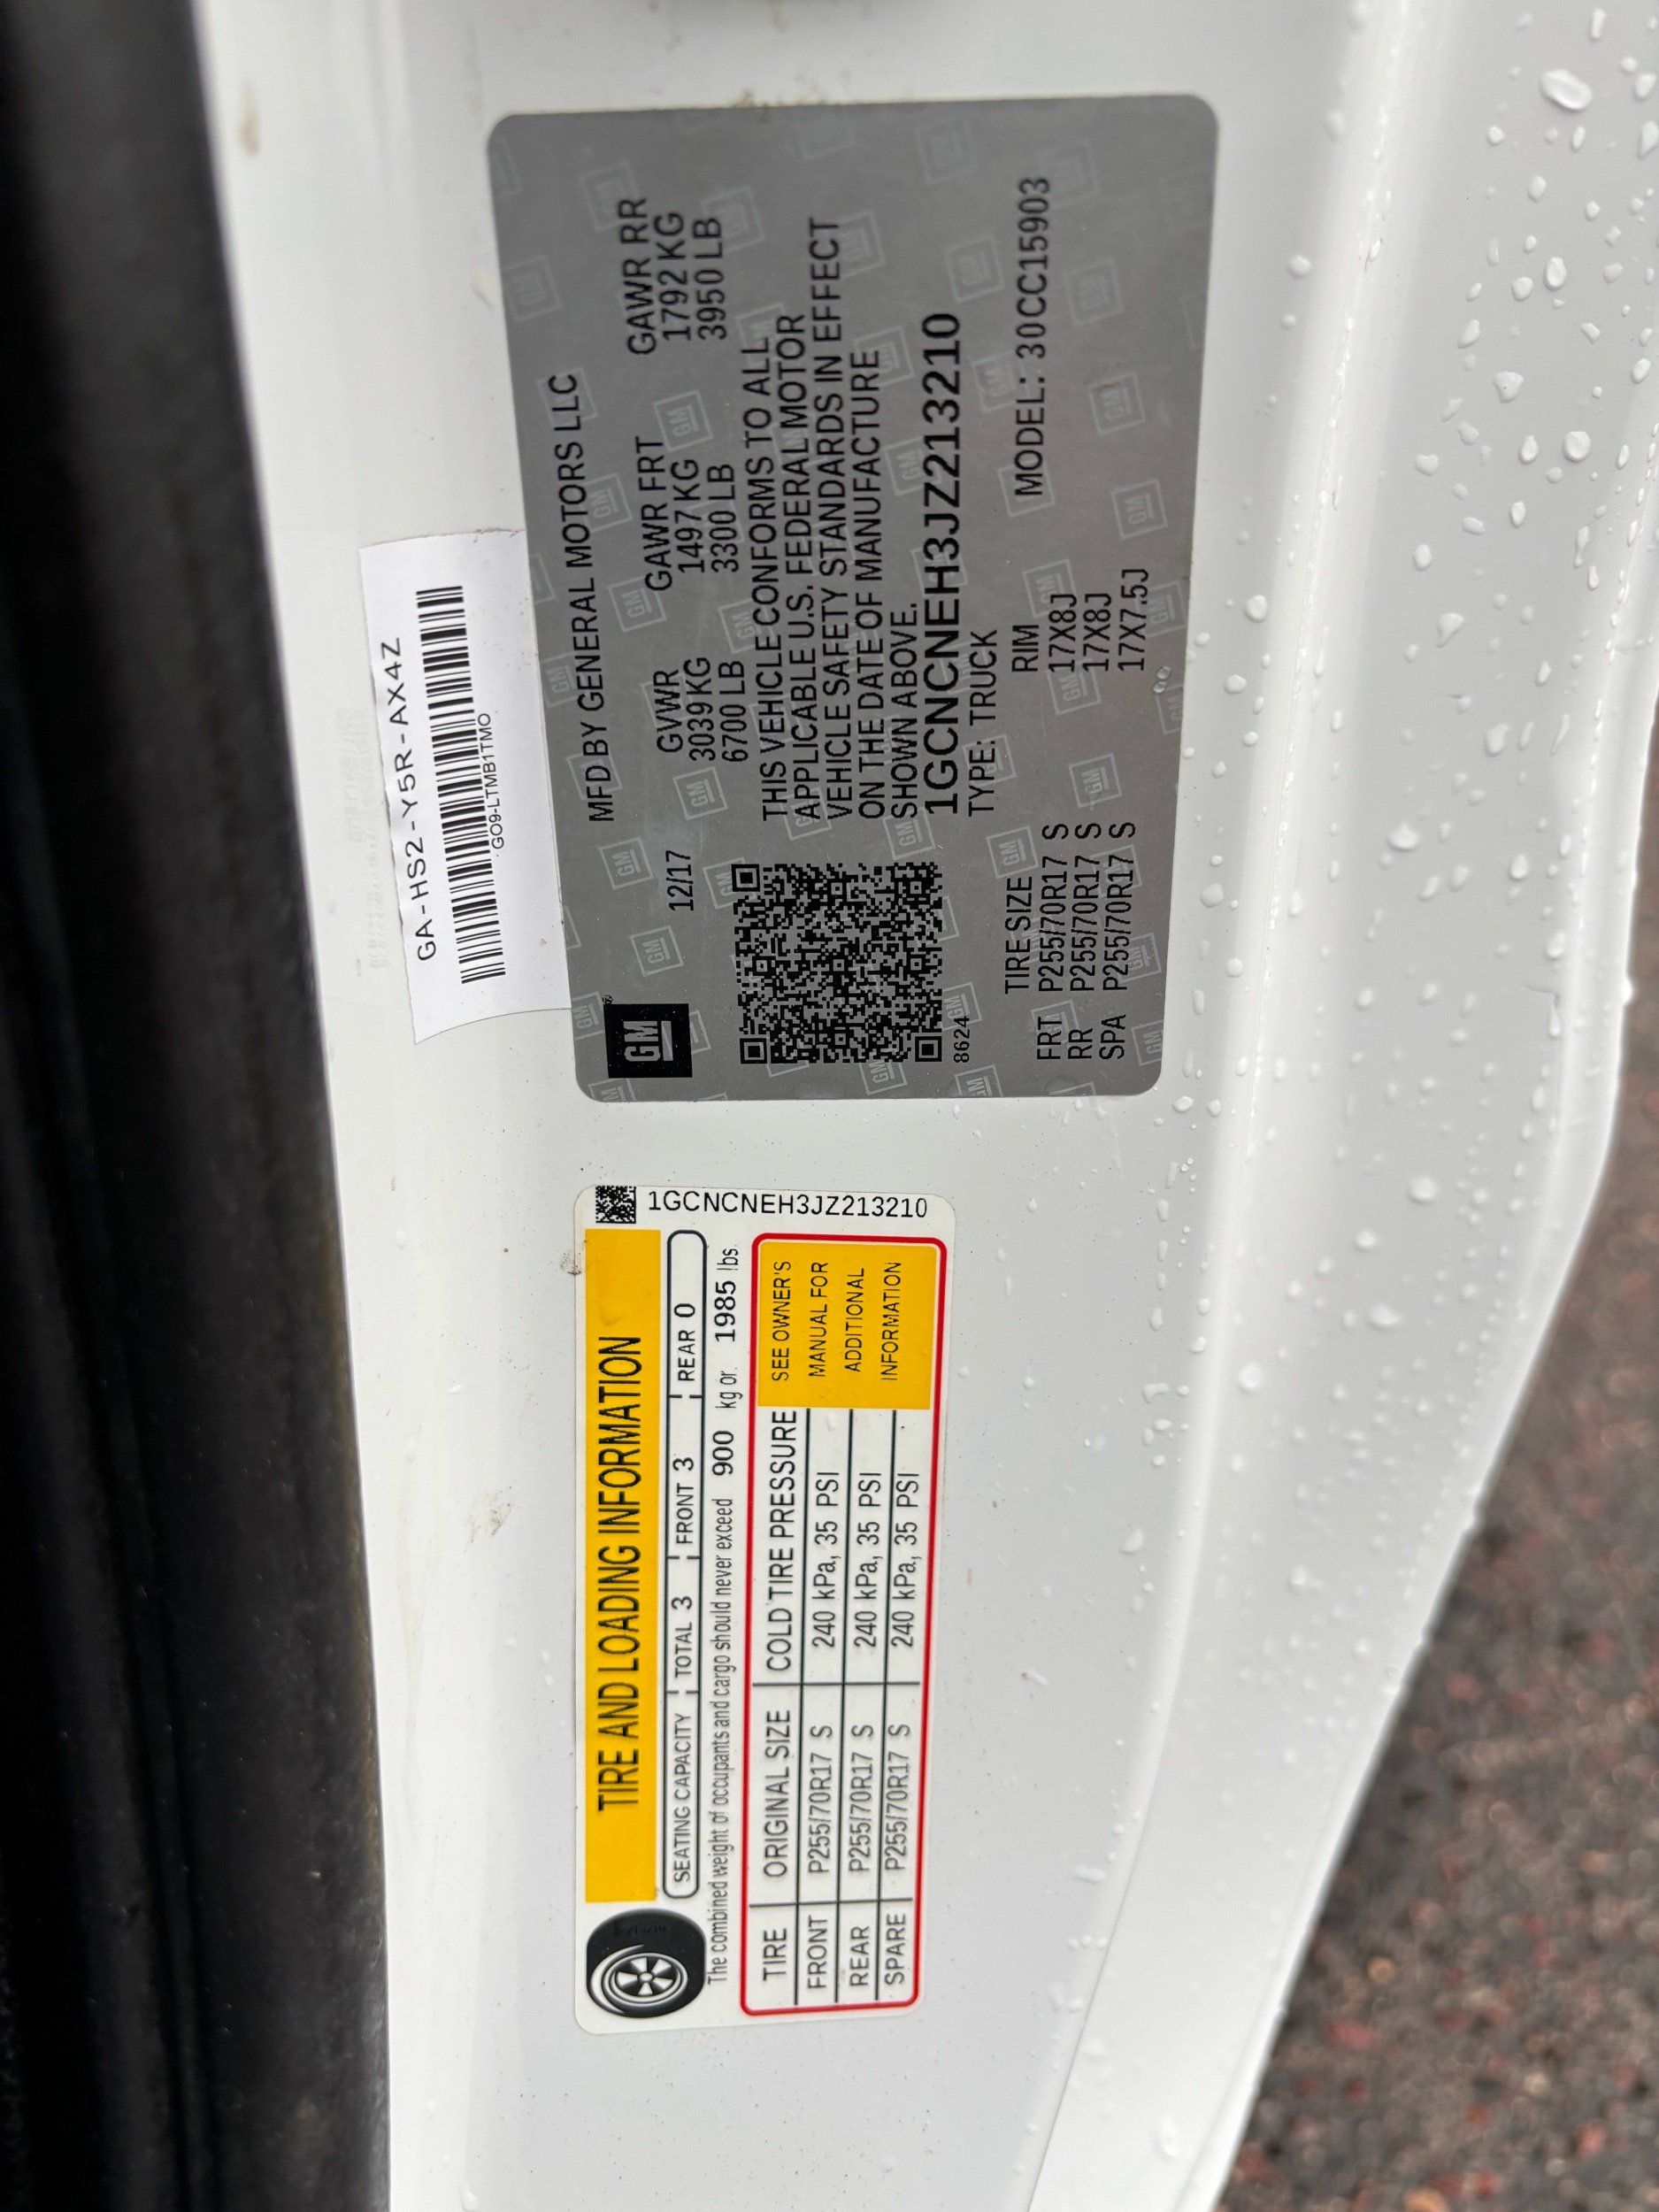 GA-HS2-Y5R-AX4Z
GO9-LTMB1TMO
GM
MFD BY GENERAL MOTORS LLC
12/17
GVWR GAWR FRT GAWR RR
3039 KG 1497 KG 1792 KG
6700 LB 3300 LB 3950 LB
THIS VEHICLE CONFORMS TO ALL
APPLICABLE U.S. FEDERAL MOTOR
VEHICLE SAFETY STANDARDS IN EFFECT
ON THE DATE OF MANUFACTURE
SHOWN ABOVE.
1GCNCNEH3JZ213210
8624 TYPE: TRUCK
MODEL: 30CC15903
TIRE SIZE RIM
FRT P255/70R17 S 17X8J
RR P255/70R17 S 17X8J
SPA P255/70R17 S 17X7.5J
TIRE AND LOADING INFORMATION
1GCNCNEH3JZ213210
SEATING CAPACITY TOTAL 3 FRONT 3 REAR 0
The combined weight of occupants and cargo should never exceed 900 kg or 1985 lbs.
TIRE ORIGINAL SIZE COLD TIRE PRESSURE
FRONT P255/70R17 S 240 kPa, 35 PSI
REAR P255/70R17 S 240 kPa, 35 PSI
SPARE P255/70R17 S 240 kPa, 35 PSI
SEE OWNER'S
MANUAL FOR
ADDITIONAL
INFORMATION